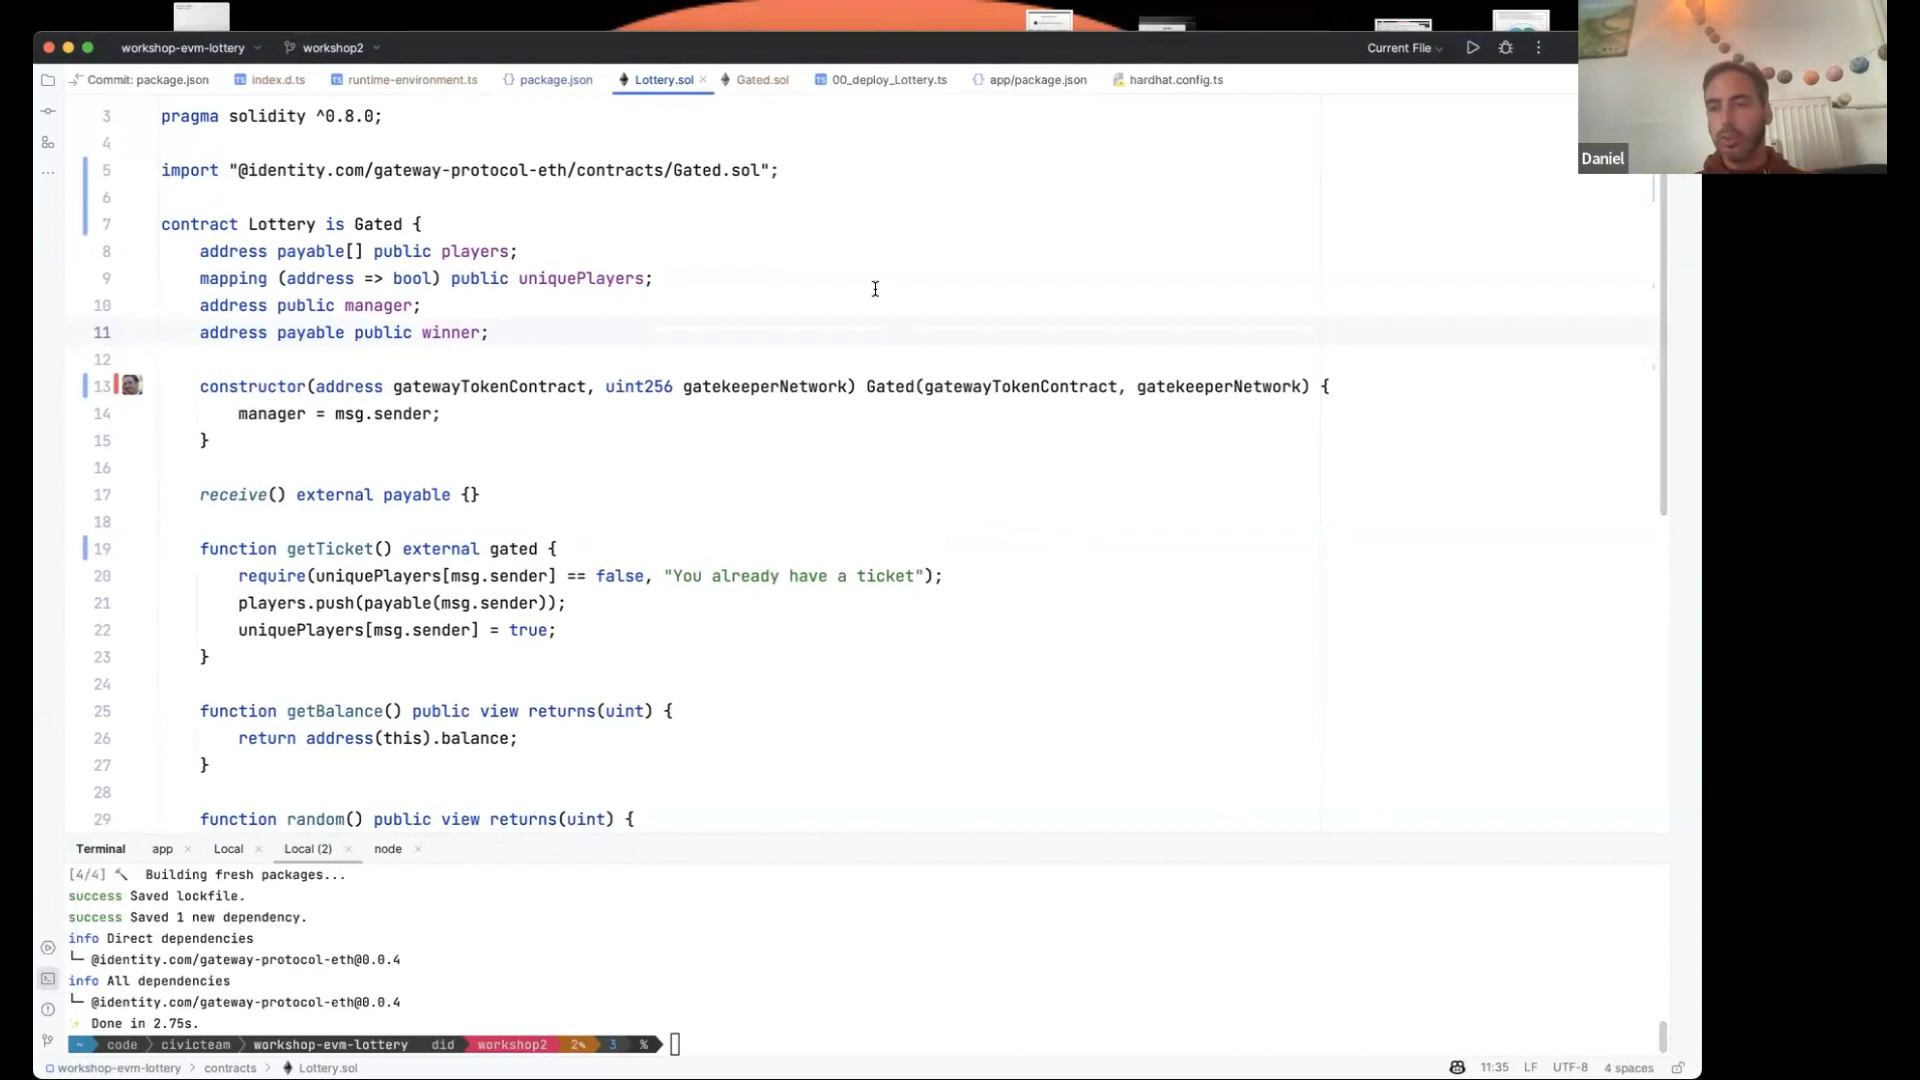 workshop-evm-lottery
workshop2
Current File
Commit: package.json
index.d.ts
runtime-environment.ts
package.json
Lottery.sol
Gated.sol
00_deploy_Lottery.ts
app/package.json
hardhat.config.ts
Daniel
3 pragma solidity ^0.8.0;
4
5 import "@identity.com/gateway-protocol-eth/contracts/Gated.sol";
6
7 contract Lottery is Gated {
8 address payable[] public players;
9 mapping (address => bool) public uniquePlayers;
10 address public manager;
11 address payable public winner;
12
13 constructor(address gatewayTokenContract, uint256 gatekeeperNetwork) Gated(gatewayTokenContract, gatekeeperNetwork) {
14 manager = msg.sender;
15 }
16
17 receive() external payable {}
18
19 function getTicket() external gated {
20 require(uniquePlayers[msg.sender] == false, "You already have a ticket");
21 players.push(payable(msg.sender));
22 uniquePlayers[msg.sender] = true;
23 }
24
25 function getBalance() public view returns(uint) {
26 return address(this).balance;
27 }
28
29 function random() public view returns(uint) {
Terminal app Local Local (2) node
[4/4] Building fresh packages...
success Saved lockfile.
success Saved 1 new dependency.
info Direct dependencies
└─ @identity.com/gateway-protocol-eth@0.0.4
info All dependencies
└─ @identity.com/gateway-protocol-eth@0.0.4
Done in 2.75s.
~ code civicteam workshop-evm-lottery did workshop2 2✎ 3 %
workshop-evm-lottery > contracts > Lottery.sol
11:35 LF UTF-8 4 spaces